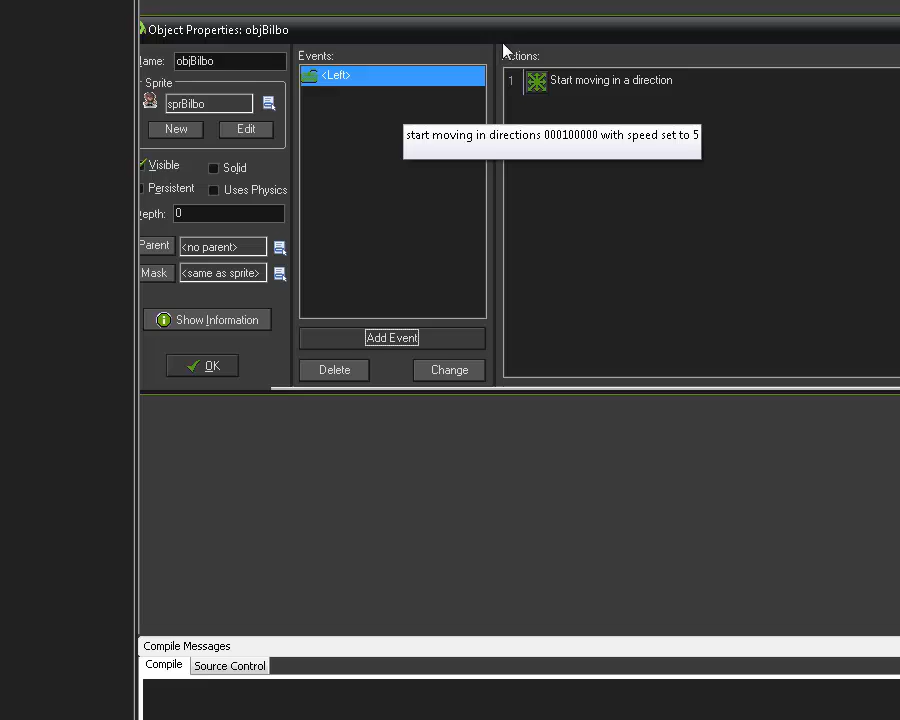 Object Properties: objBilbo
ame:
objBilbo
Events:
Actions:
<Left>
1
Start moving in a direction
Sprite
sprBilbo
New
Edit
start moving in directions 000100000 with speed set to 5
Visible
Solid
Persistent
Uses Physics
epth:
0
Parent
<no parent>
Mask
<same as sprite>
Show Information
Add Event
OK
Delete
Change
Compile Messages
Compile
Source Control